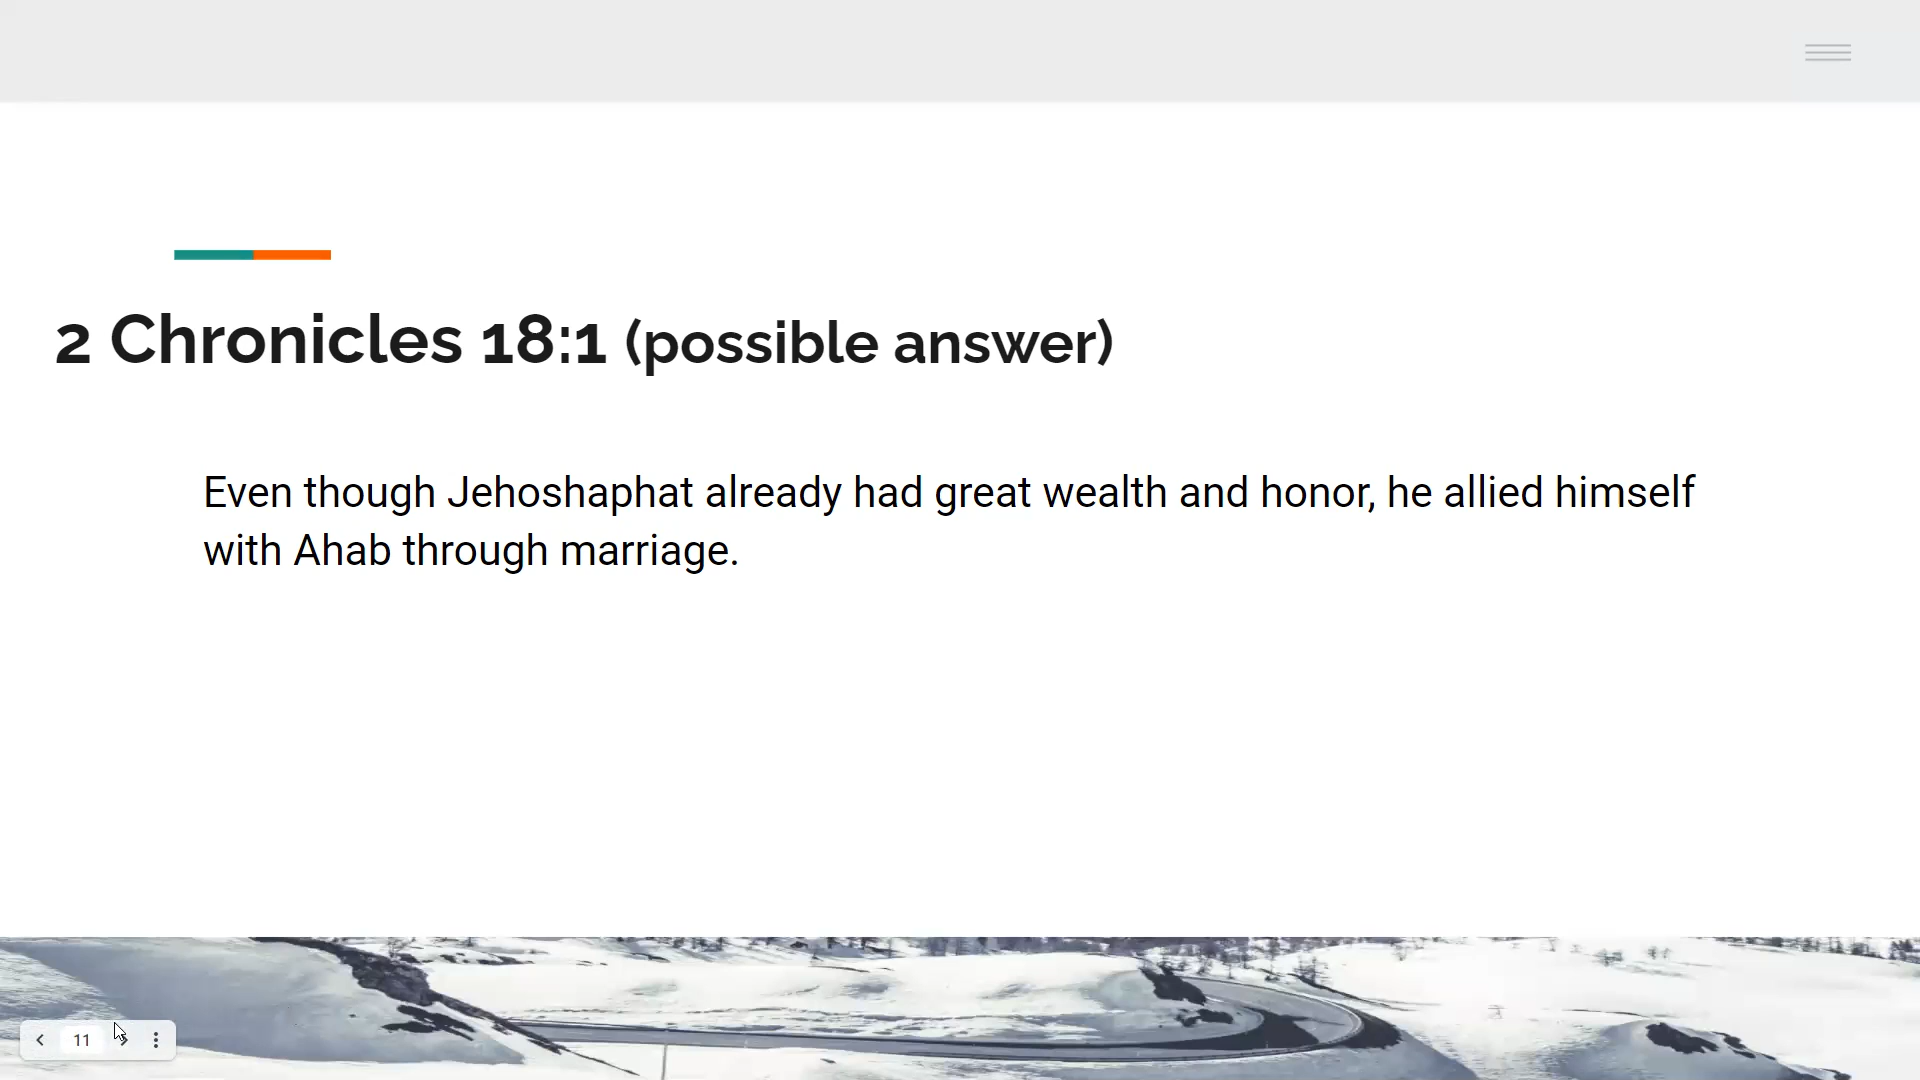 2 Chronicles 18:1 (possible answer)
Even though Jehoshaphat already had great wealth and honor, he allied himself
with Ahab through marriage.
11